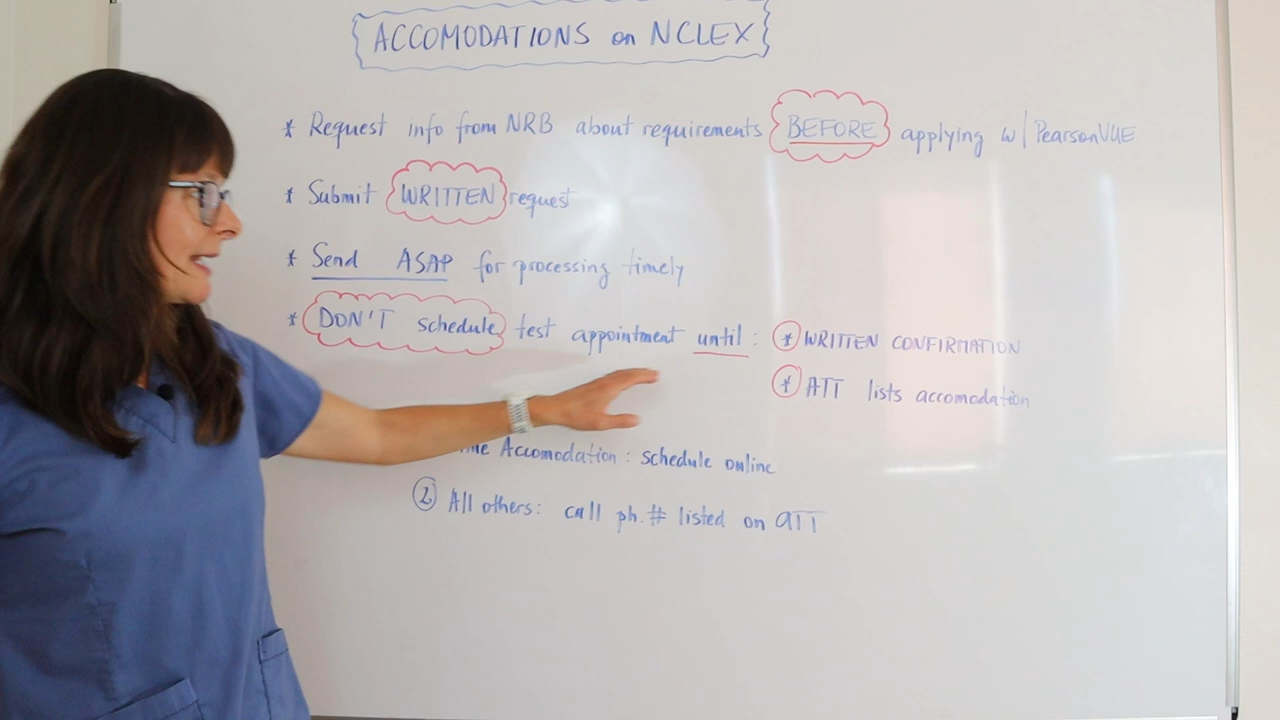 ACCOMODATIONS on NCLEX
* Request info from NRB about requirements BEFORE applying w/ PearsonVUE
* Submit WRITTEN request
* Send ASAP for processing timely
* DON'T schedule test appointment until : * WRITTEN CONFIRMATION
* ATT lists accomodation
Accomodation : schedule online
2 All others: call ph. # listed on ATT